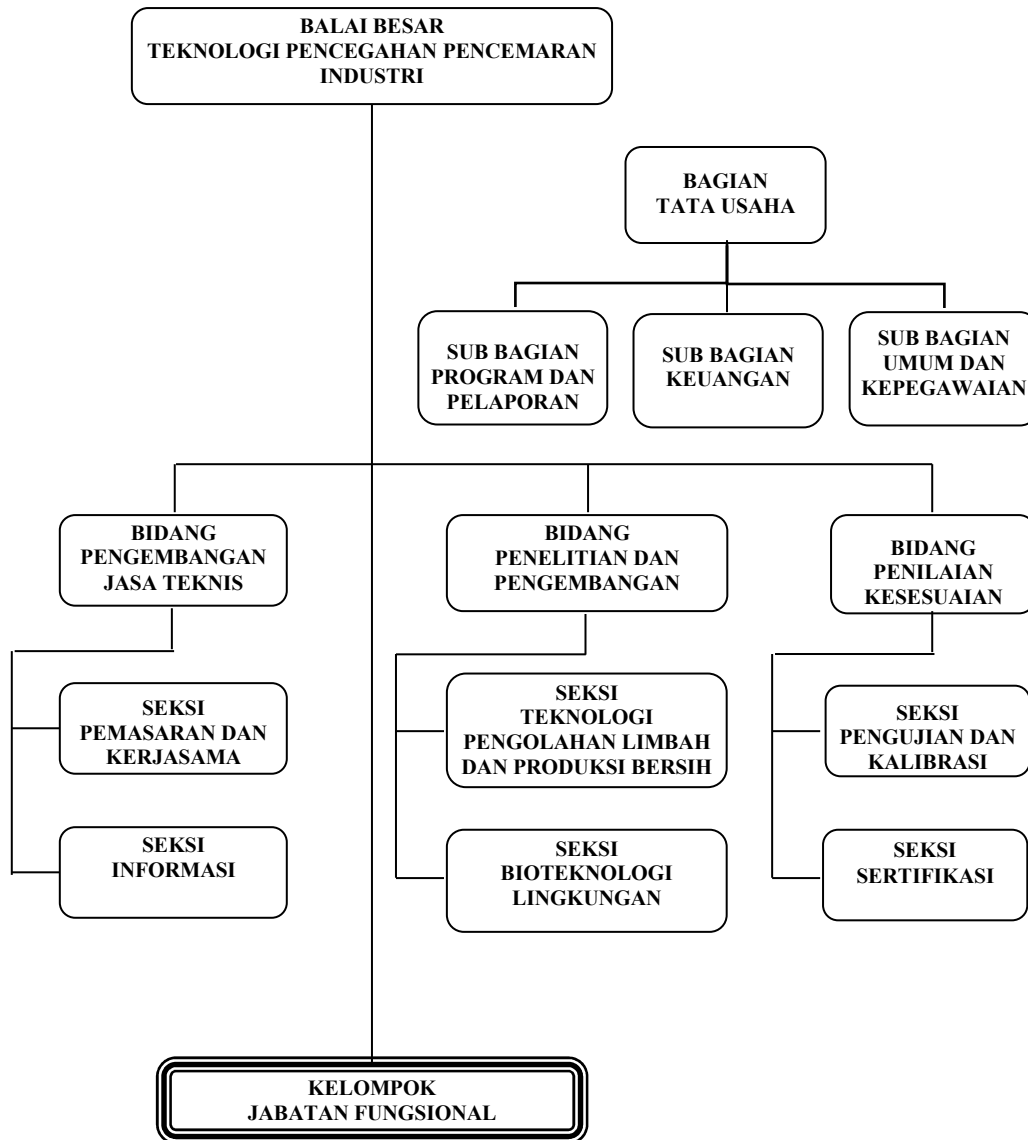 BALAI BESAR
TEKNOLOGI PENCEGAHAN PENCEMARAN
INDUSTRI
BAGIAN
TATA USAHA
SUB BAGIAN
PROGRAM DAN
PELAPORAN
SUB BAGIAN
KEUANGAN
SUB BAGIAN
UMUM DAN
KEPEGAWAIAN
BIDANG
PENGEMBANGAN
JASA TEKNIS
BIDANG
PENELITIAN DAN
PENGEMBANGAN
BIDANG
PENILAIAN
KESESUAIAN
SEKSI
PEMASARAN DAN
KERJASAMA
SEKSI
TEKNOLOGI
PENGOLAHAN LIMBAH
DAN PRODUKSI BERSIH
SEKSI
PENGUJIAN DAN
KALIBRASI
SEKSI
INFORMASI
SEKSI
BIOTEKNOLOGI
LINGKUNGAN
SEKSI
SERTIFIKASI
KELOMPOK
JABATAN FUNGSIONAL